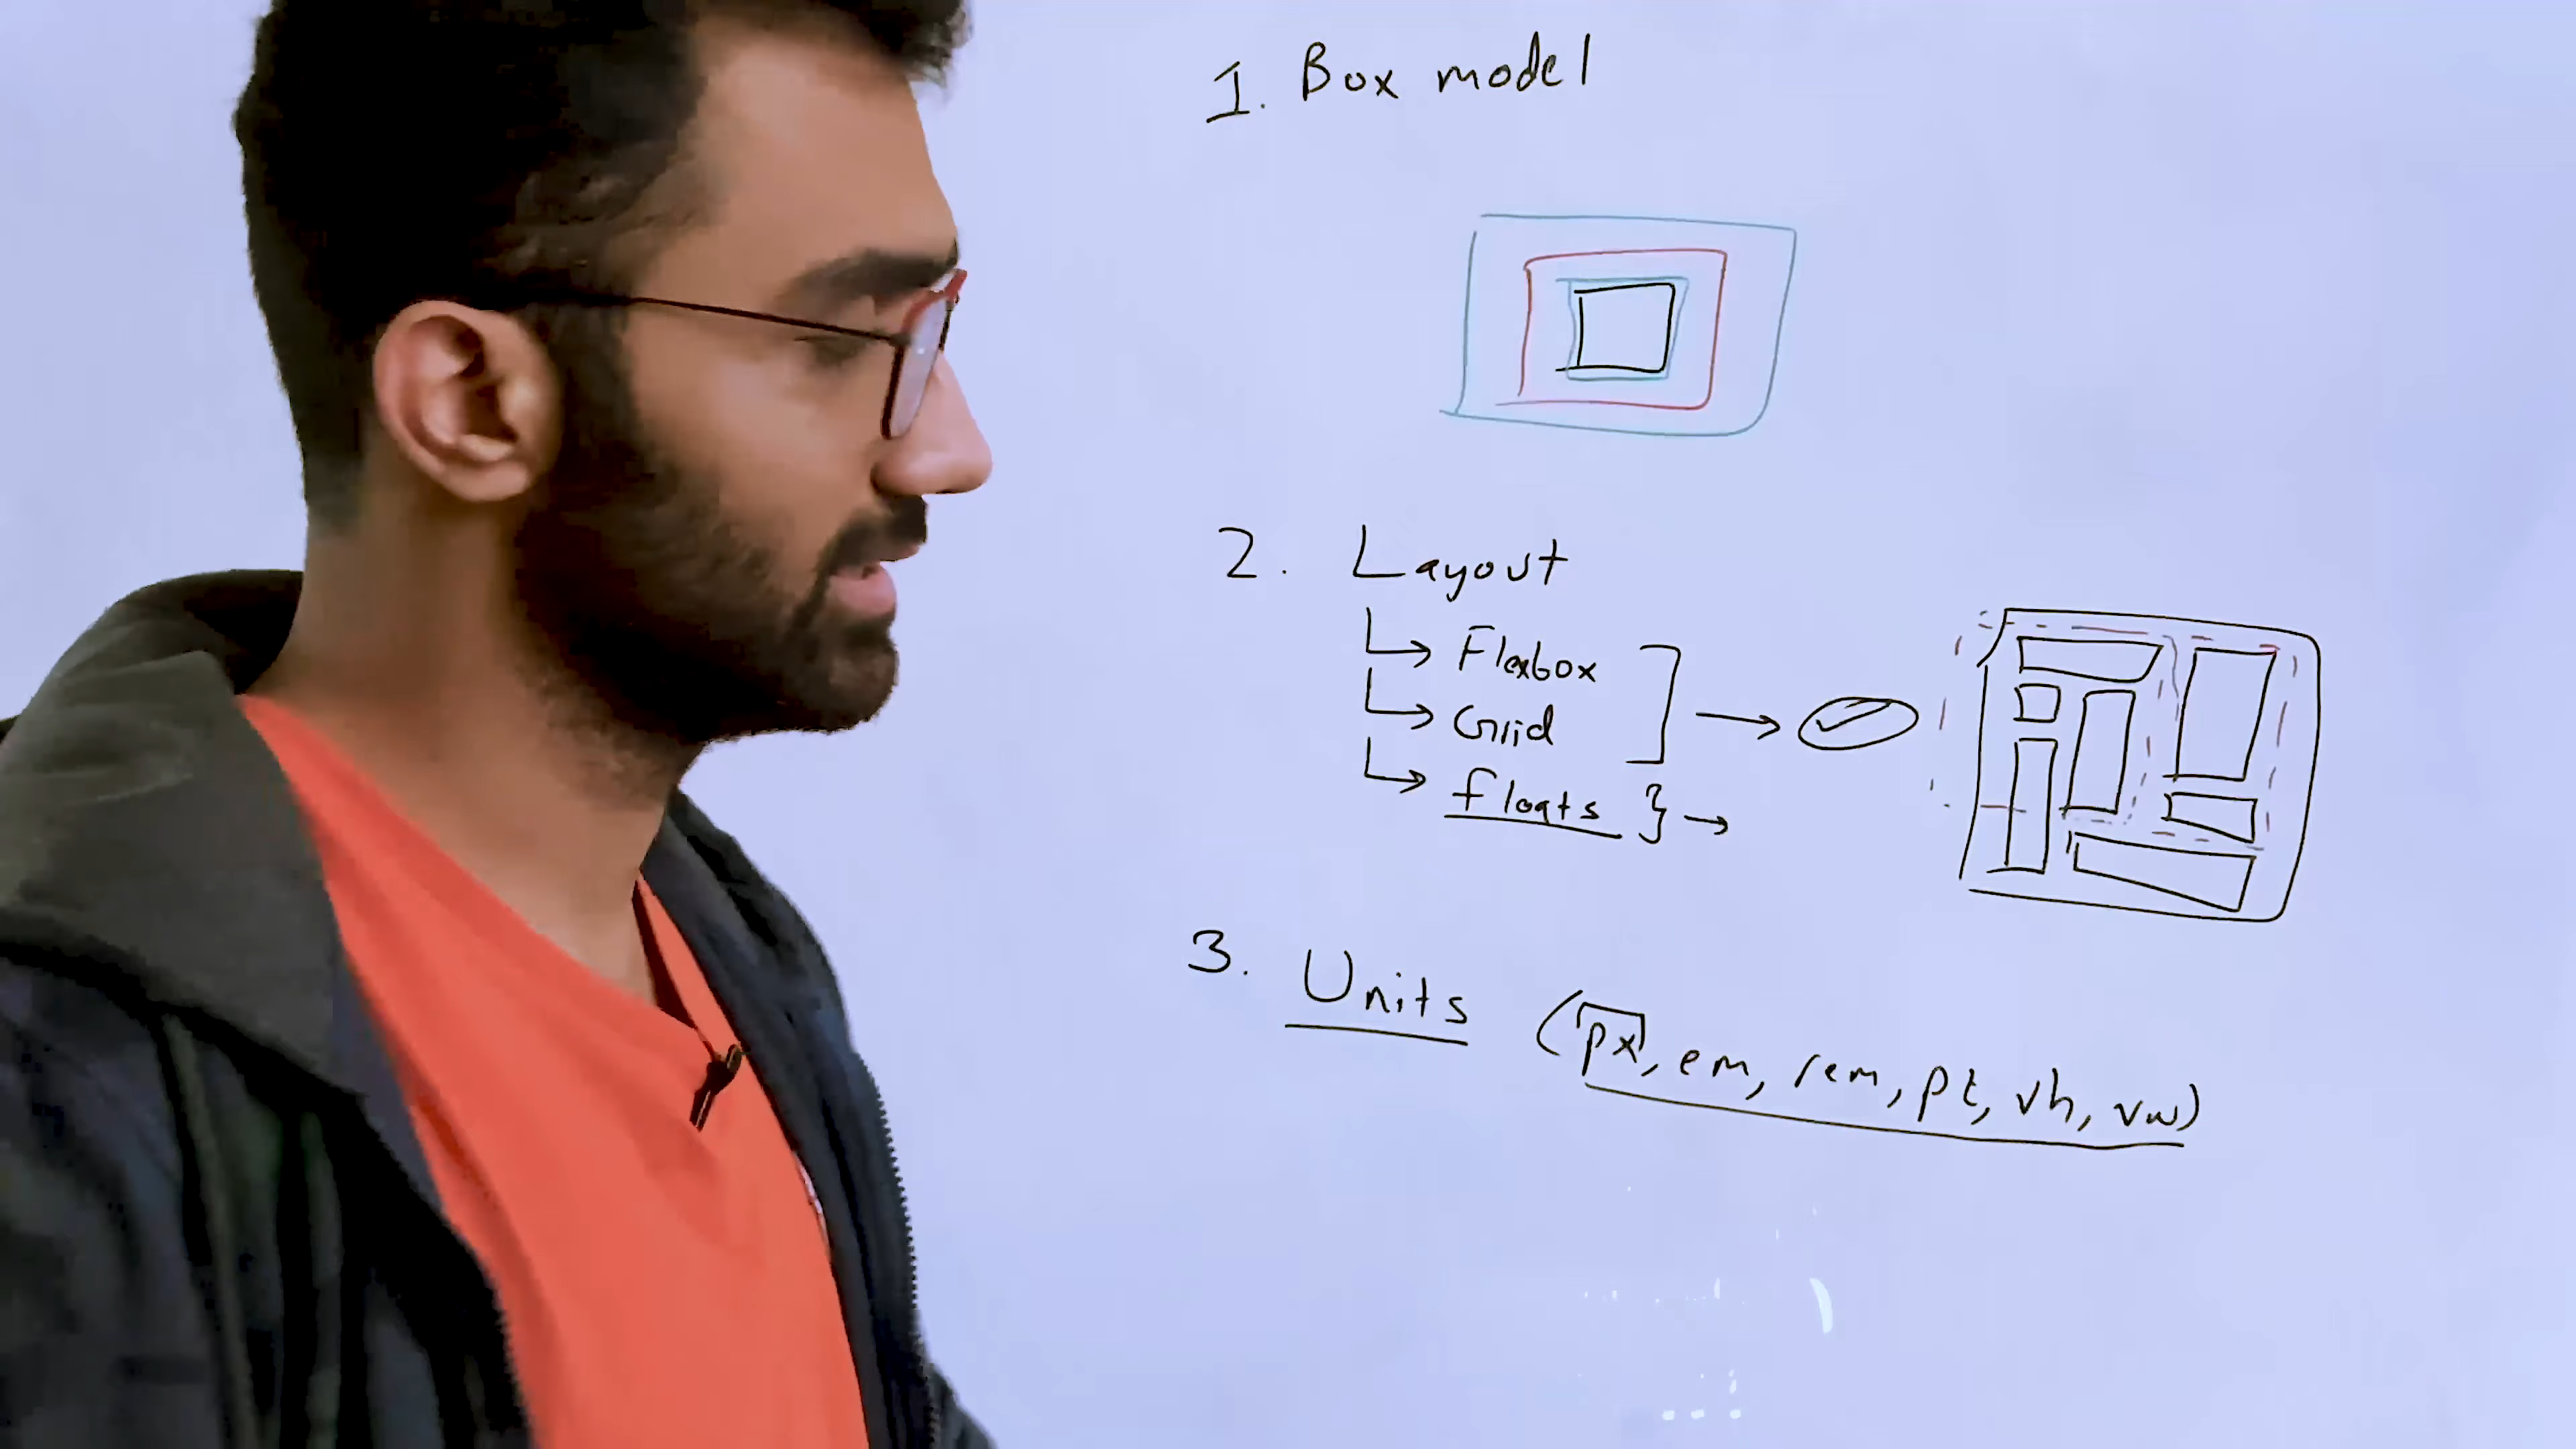 1. Box model
2. Layout
Flexbox
Grid
floats
3. Units (px, em, rem, pt, vh, vw)